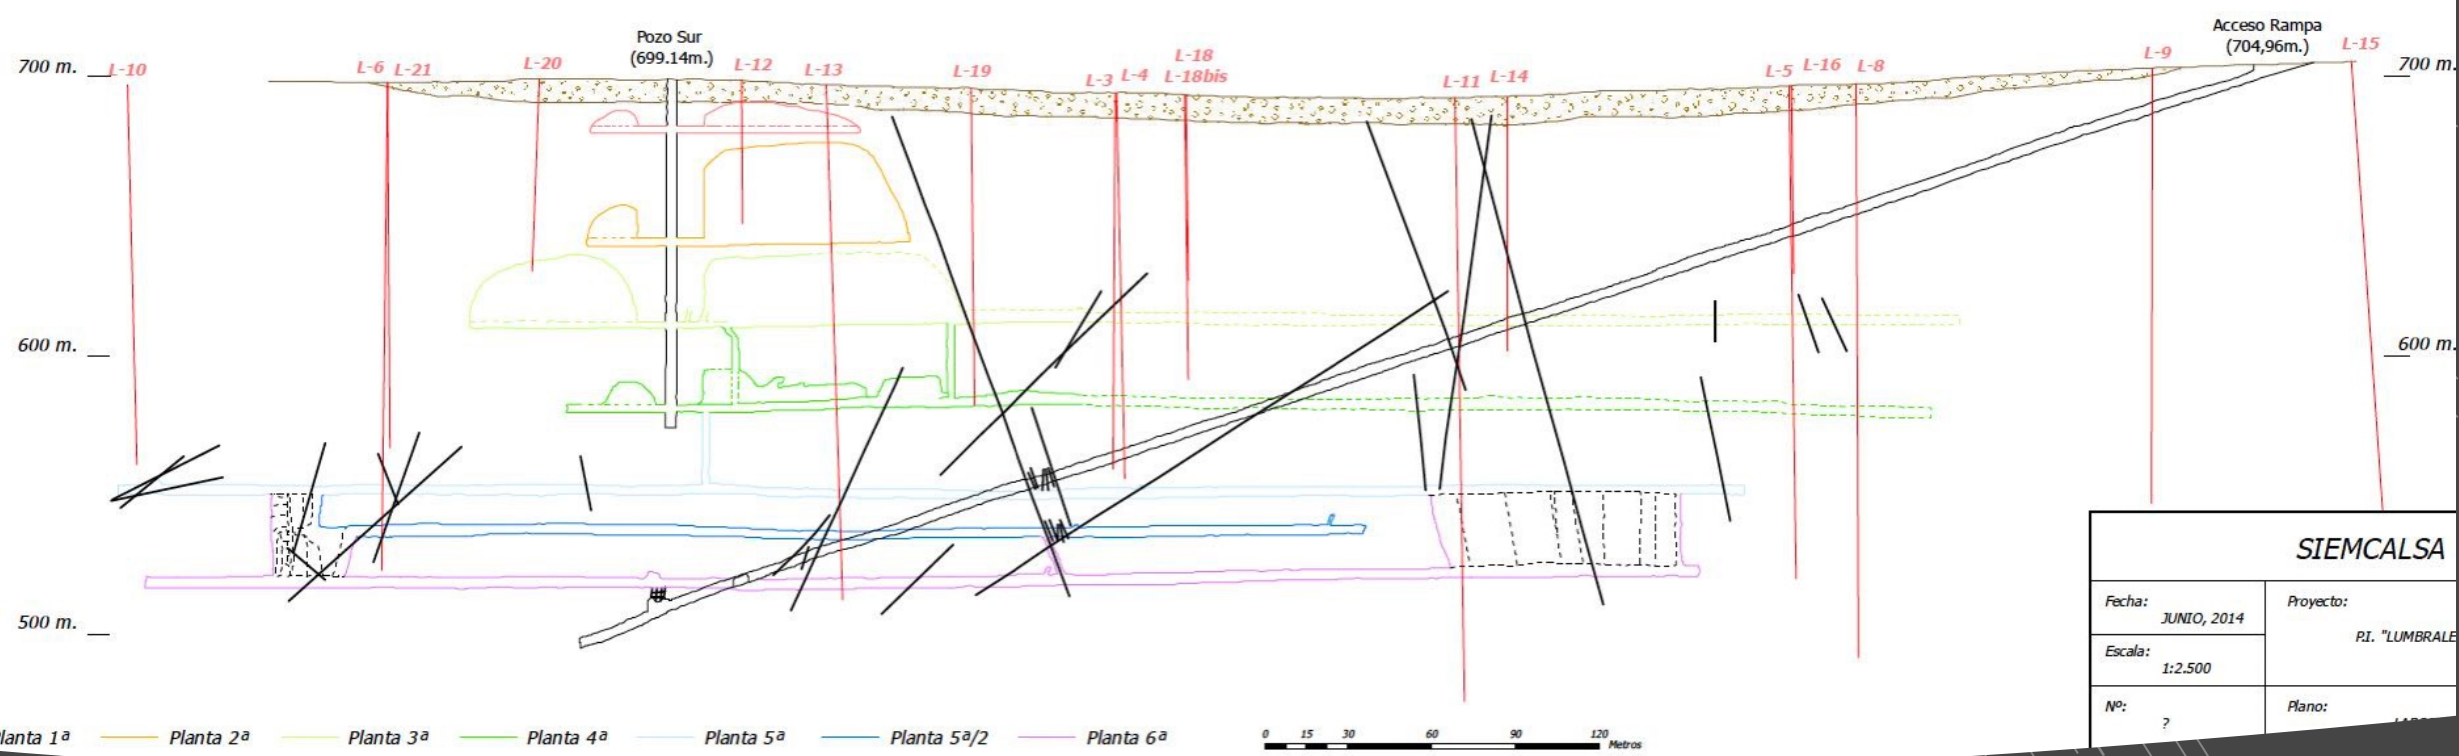 Pozo Sur
(699.14m.)
Acceso Rampa
(704,96m.)
700 m.
L-10
L-6
L-21
L-20
L-12
L-13
L-19
L-3
L-4
L-18
L-18bis
L-11
L-14
L-5
L-16
L-8
L-9
L-15
700 m.
600 m.
600 m.
500 m.
SIEMCALSA
Fecha:
JUNIO, 2014
Proyecto:
P.I. "LUMBRALE
Escala:
1:2.500
Nº:
?
Plano:
lanta 1ª
Planta 2ª
Planta 3ª
Planta 4ª
Planta 5ª
Planta 5ª/2
Planta 6ª
0 15 30 60 90 120
Metros